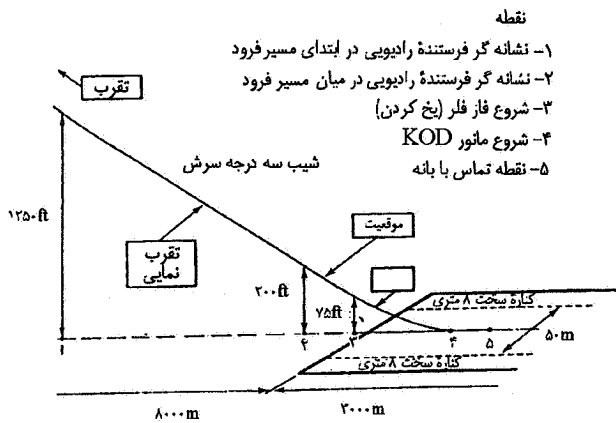 نقطه
۱- نشانه گر فرستندهٔ رادیویی در ابتدای مسیر فرود
۲- نشانه گر فرستندهٔ رادیویی در میان مسیر فرود
۳- شروع فاز فلر (پخ کردن)
۴- شروع مانور KOD
۵- نقطه تماس با بانه
تقرب
شیب سه درجه سرش
۱۲۵۰ft
موقعیت
تقرب
نمایی
۲۰۰ft
۷۵ft
کنارهٔ سخت ۸ متری
۱
۲
۳
۴
۵
۵۰m
کنارهٔ سخت ۸ متری
۸۰۰۰m
۳۰۰۰m